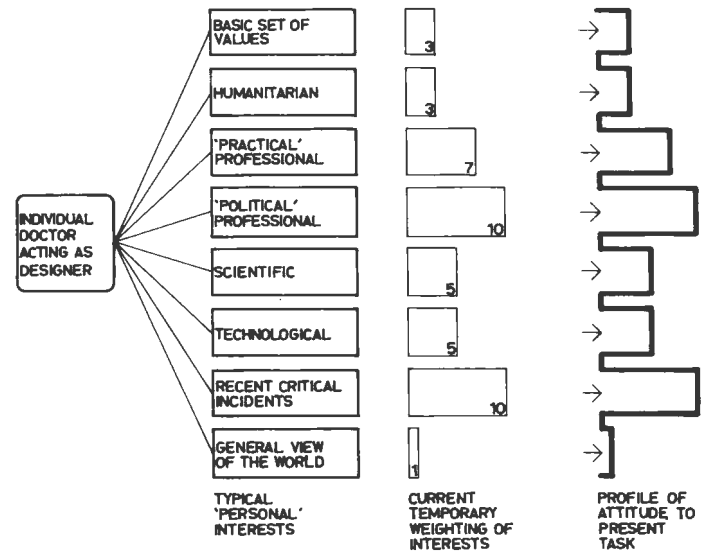 INDIVIDUAL
DOCTOR
ACTING AS
DESIGNER
BASIC SET OF
VALUES
3
HUMANITARIAN
3
'PRACTICAL'
PROFESSIONAL
7
'POLITICAL'
PROFESSIONAL
10
SCIENTIFIC
5
TECHNOLOGICAL
5
RECENT CRITICAL
INCIDENTS
10
GENERAL VIEW
OF THE WORLD
1
TYPICAL
'PERSONAL'
INTERESTS
CURRENT
TEMPORARY
WEIGHTING OF
INTERESTS
PROFILE OF
ATTITUDE TO
PRESENT
TASK